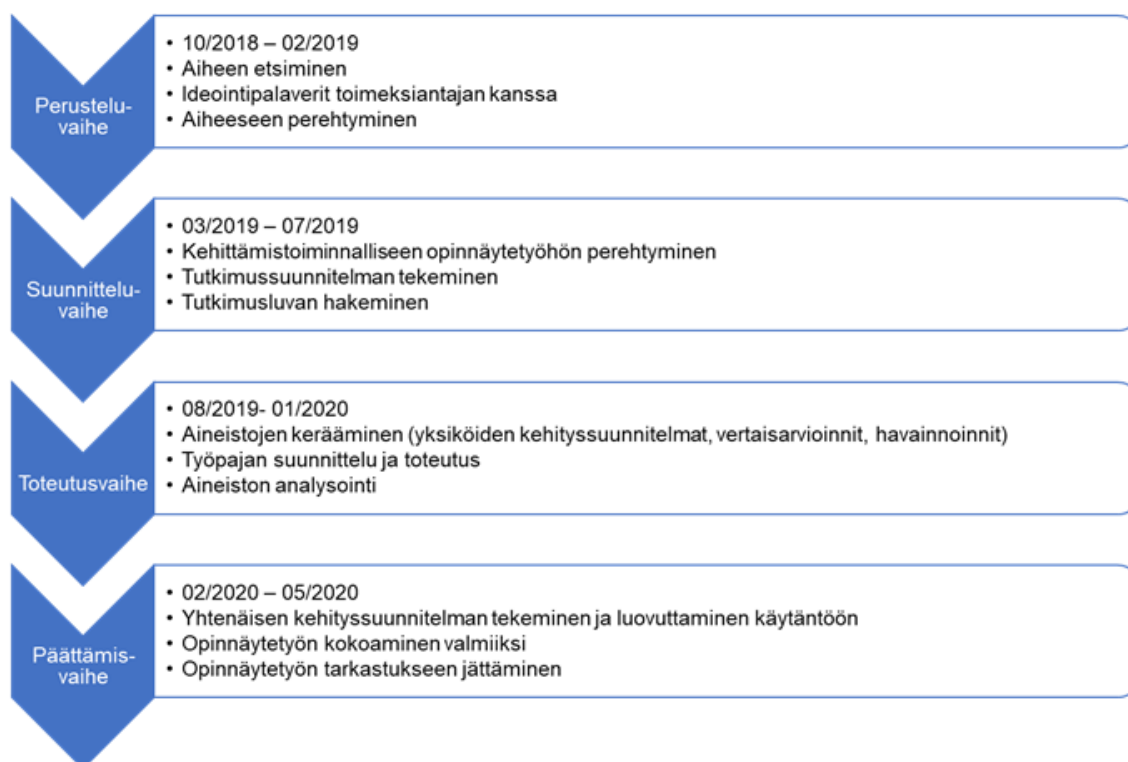 Perustelu-
vaihe
• 10/2018 – 02/2019
• Aiheen etsiminen
• Ideointipalaverit toimeksiantajan kanssa
• Aiheeseen perehtyminen
Suunnittelu-
vaihe
• 03/2019 – 07/2019
• Kehittämistoiminnalliseen opinnäytetyöhön perehtyminen
• Tutkimussuunnitelman tekeminen
• Tutkimusluvan hakeminen
Toteutusvaihe
• 08/2019- 01/2020
• Aineistojen kerääminen (yksiköiden kehityssuunnitelmat, vertaisarvioinnit, havainnoinnit)
• Työpajan suunnittelu ja toteutus
• Aineiston analysointi
Päättämis-
vaihe
• 02/2020 – 05/2020
• Yhtenäisen kehityssuunnitelman tekeminen ja luovuttaminen käytäntöön
• Opinnäytetyön kokoaminen valmiiksi
• Opinnäytetyön tarkastukseen jättäminen